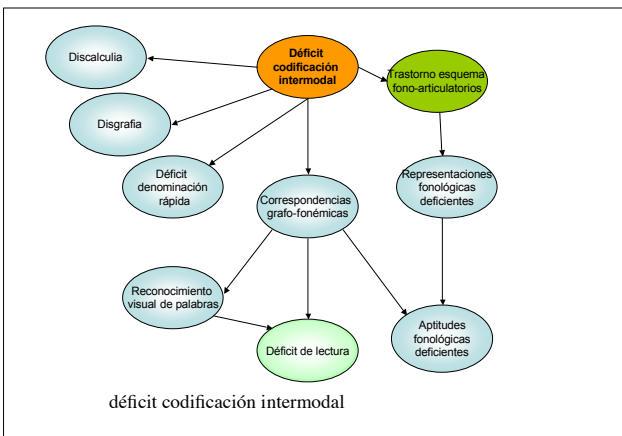 Discalculia
Déficit
codificación
intermodal
Trastorno esquema
fono-articulatorios
Disgrafia
Déficit
denominación
rápida
Correspondencias
grafo-fonémicas
Representaciones
fonológicas
deficientes
Reconocimiento
visual de palabras
Déficit de lectura
Aptitudes
fonológicas
deficientes
déficit codificación intermodal